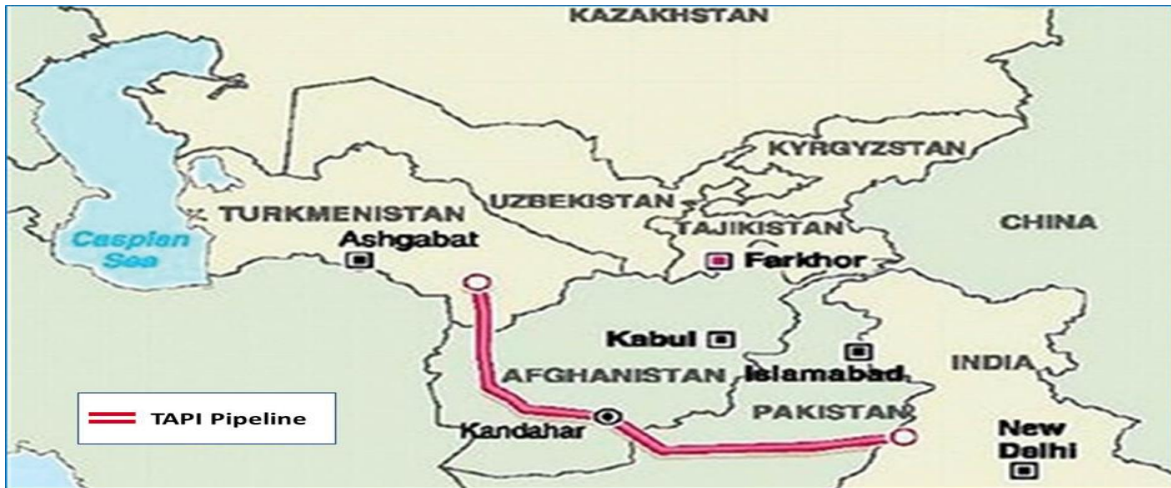 KAZAKHSTAN
KYRGYZSTAN
UZBEKISTAN
TURKMENISTAN
TAJIKISTAN
CHINA
Caspian
Sea
Ashgabat
Farkhor
Kabul
Islamabad
INDIA
AFGHANISTAN
PAKISTAN
TAPI Pipeline
Kandahar
New
Delhi